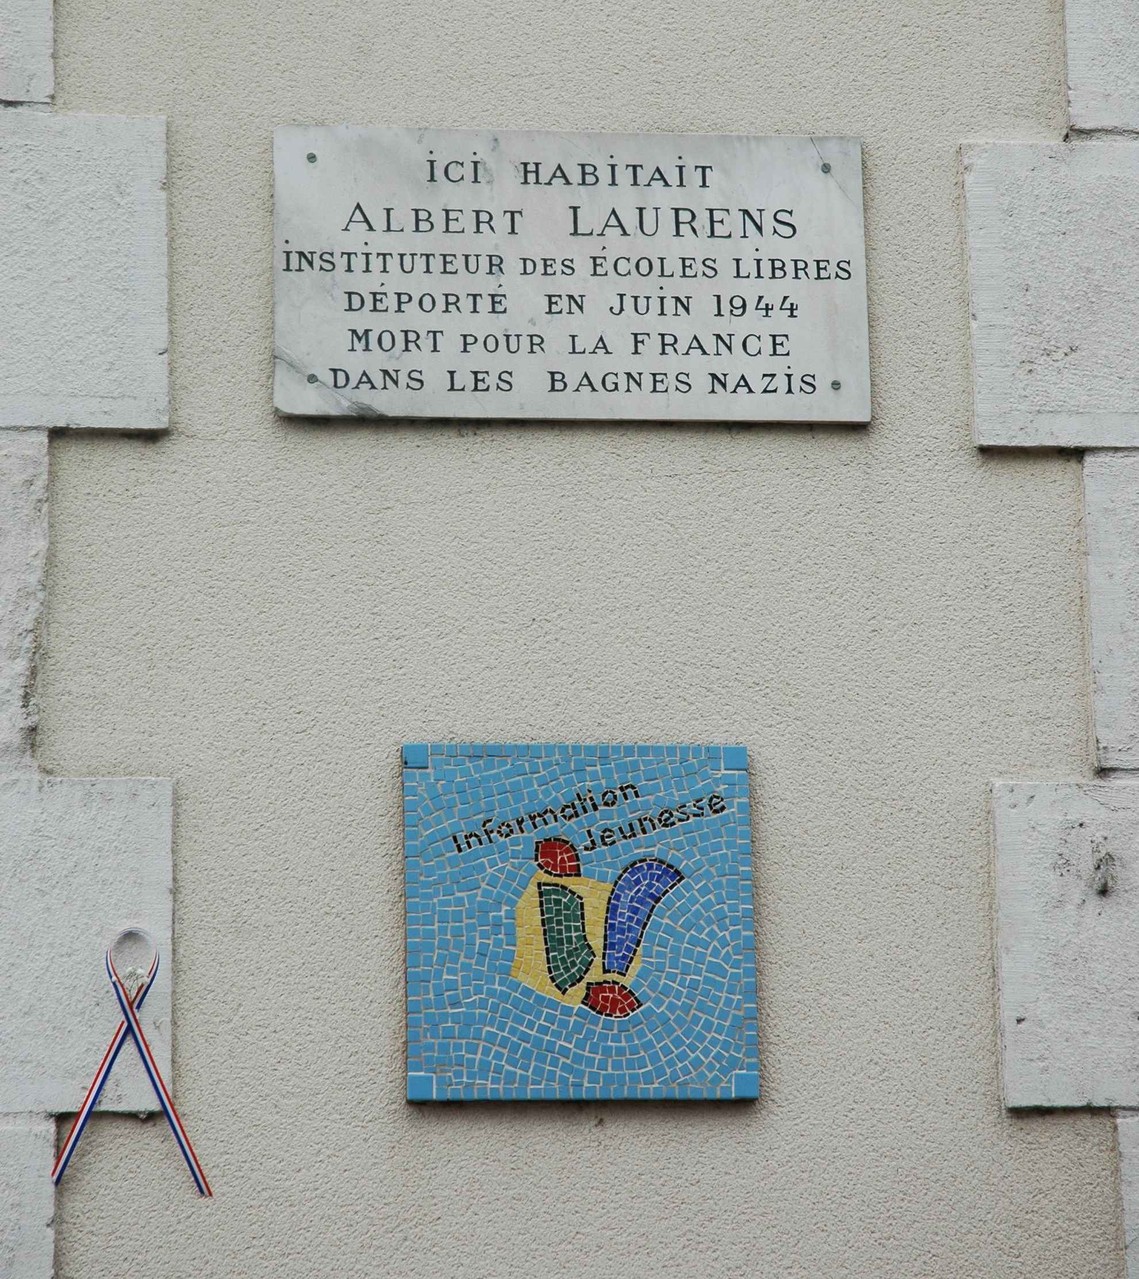 ICI HABITAIT
ALBERT LAURENS
INSTITUTEUR DES ÉCOLES LIBRES
DÉPORTÉ EN JUIN 1944
MORT POUR LA FRANCE
DANS LES BAGNES NAZIS
Information
Jeunesse